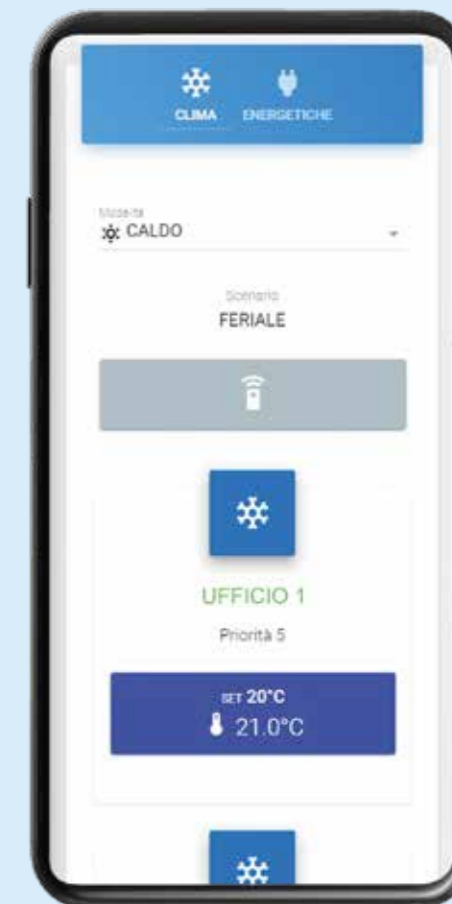 CLIMA ENERGETICHE
Modalità
CALDO
Scenario
FERIALE
UFFICIO 1
Priorità 5
SET 20°C
21.0°C